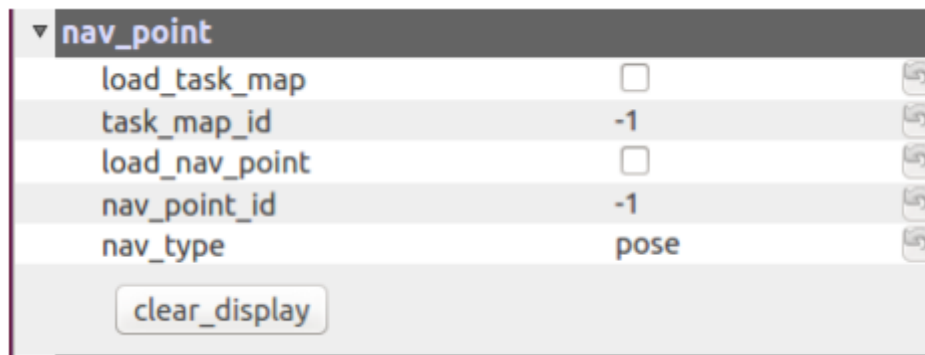 nav_point
load_task_map
task_map_id -1
load_nav_point
nav_point_id -1
nav_type pose
clear_display